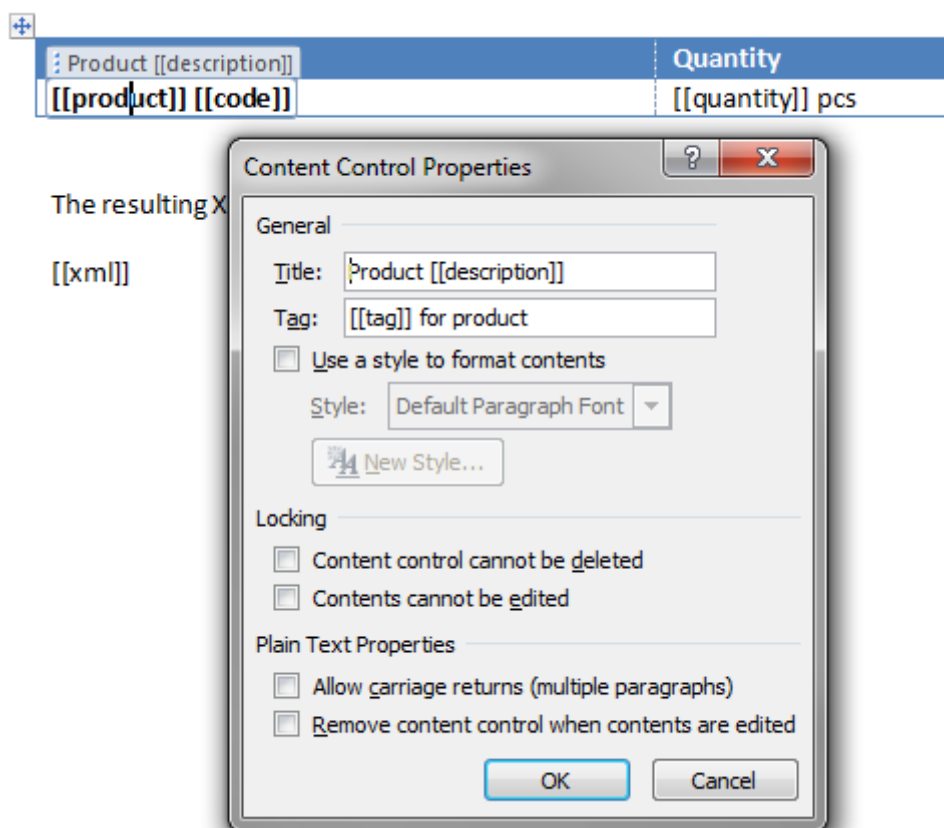 Product [[description]]
Quantity
[[product]] [[code]]
[[quantity]] pcs
The resulting X
[[xml]]
Content Control Properties
?
X
General
Title:
Product [[description]]
Tag:
[[tag]] for product
Use a style to format contents
Style:
Default Paragraph Font
New Style...
Locking
Content control cannot be deleted
Contents cannot be edited
Plain Text Properties
Allow carriage returns (multiple paragraphs)
Remove content control when contents are edited
OK
Cancel